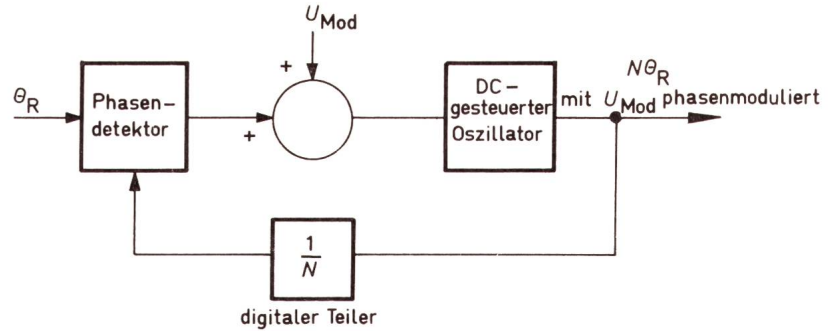 U_Mod
+
θ_R
Phasen-
detektor
+
DC-
gesteuerter
Oszillator
Nθ_R
mit U_Mod phasenmoduliert
1
N
digitaler Teiler